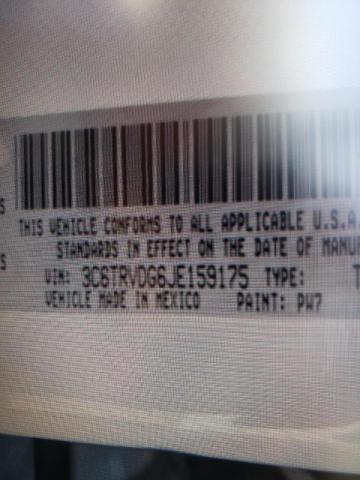 THIS VEHICLE CONFORMS TO ALL APPLICABLE U.S.A
STANDARDS IN EFFECT ON THE DATE OF MANU
VIN: 3C6TRVDG6JE159175 TYPE: T
VEHICLE MADE IN MEXICO PAINT: PW7